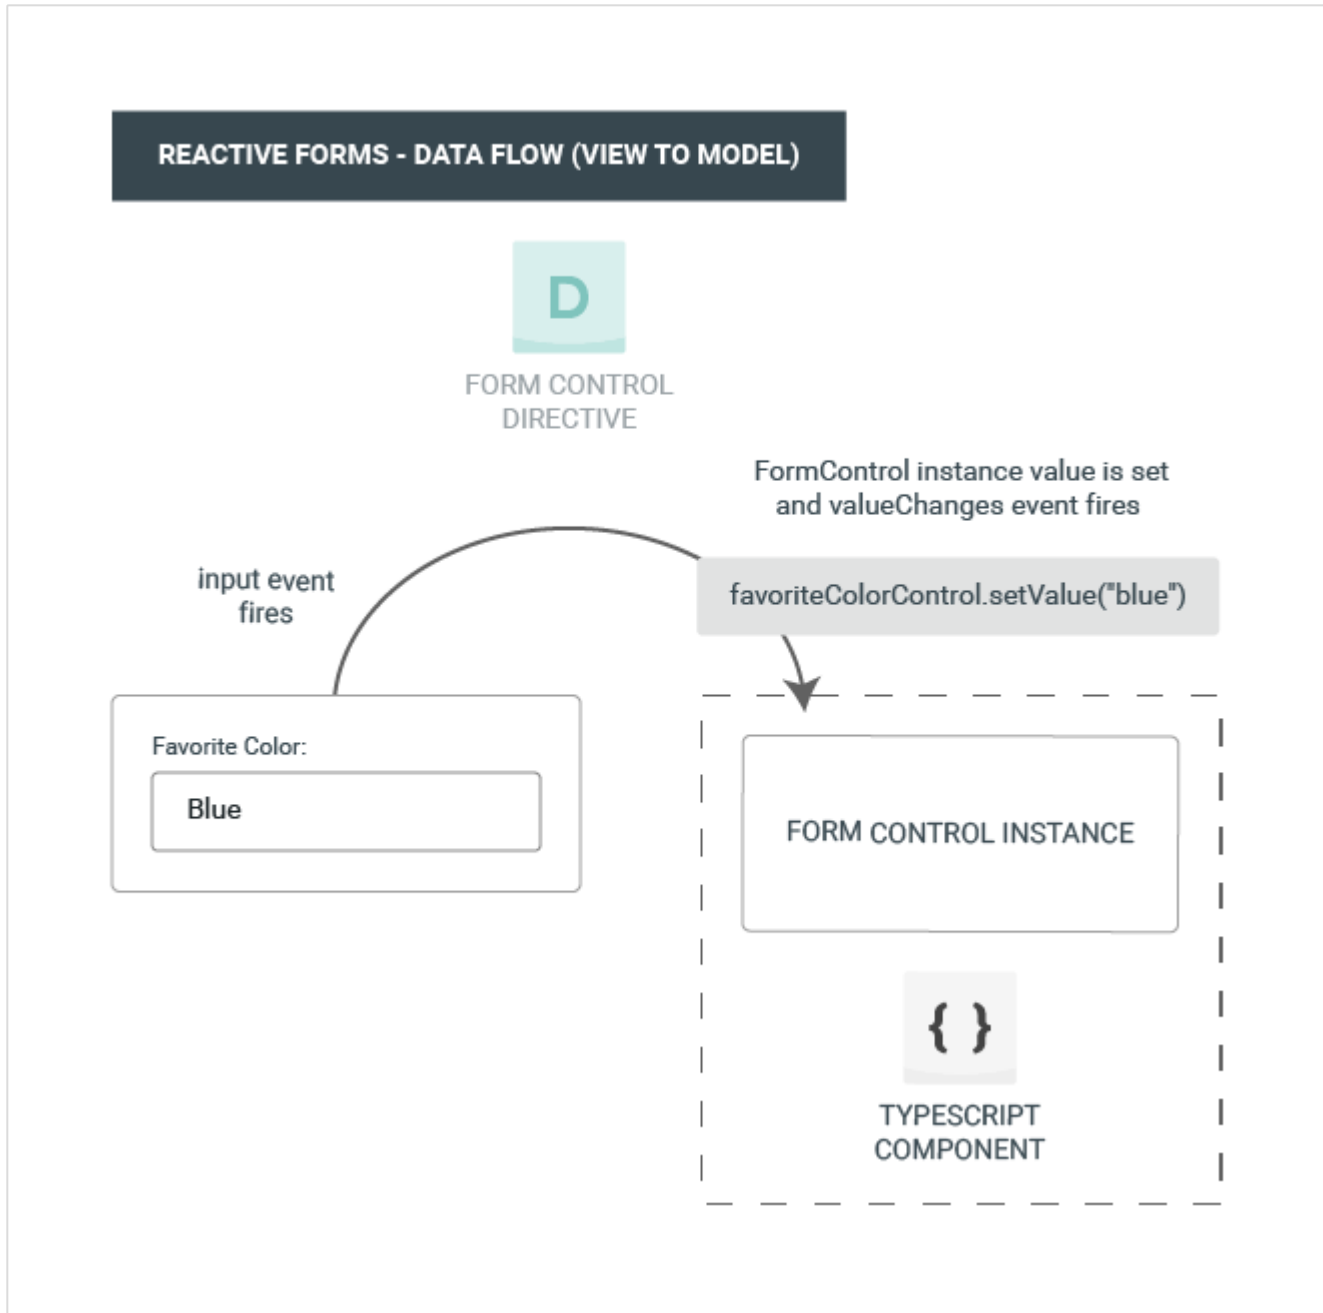 REACTIVE FORMS - DATA FLOW (VIEW TO MODEL)
D
FORM CONTROL
DIRECTIVE
FormControl instance value is set
and valueChanges event fires
input event
fires
favoriteColorControl.setValue("blue")
Favorite Color:
Blue
FORM CONTROL INSTANCE
{ }
TYPESCRIPT
COMPONENT